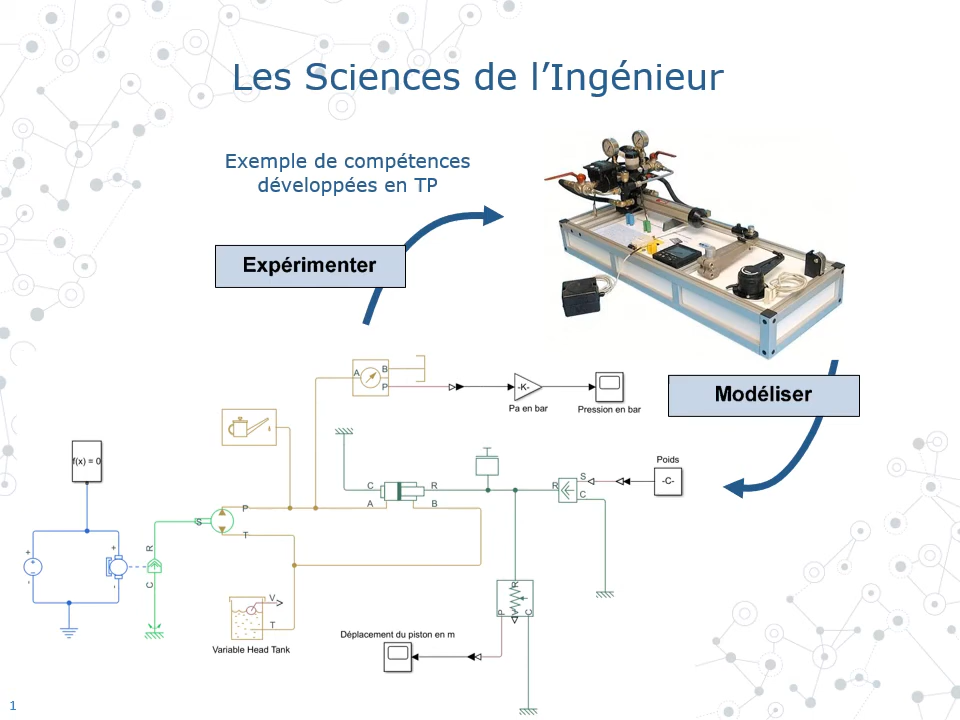 Les Sciences de l’Ingénieur
Exemple de compétences
développées en TP
Expérimenter
Modéliser
A
B
P
-K-
Pa en bar
Pression en bar
f(x) = 0
C
R
A
B
Poids
-C-
S
R
C
P
S
T
+
+
-
-
R
C
V
T
Variable Head Tank
R
P
C
Déplacement du piston en m
1